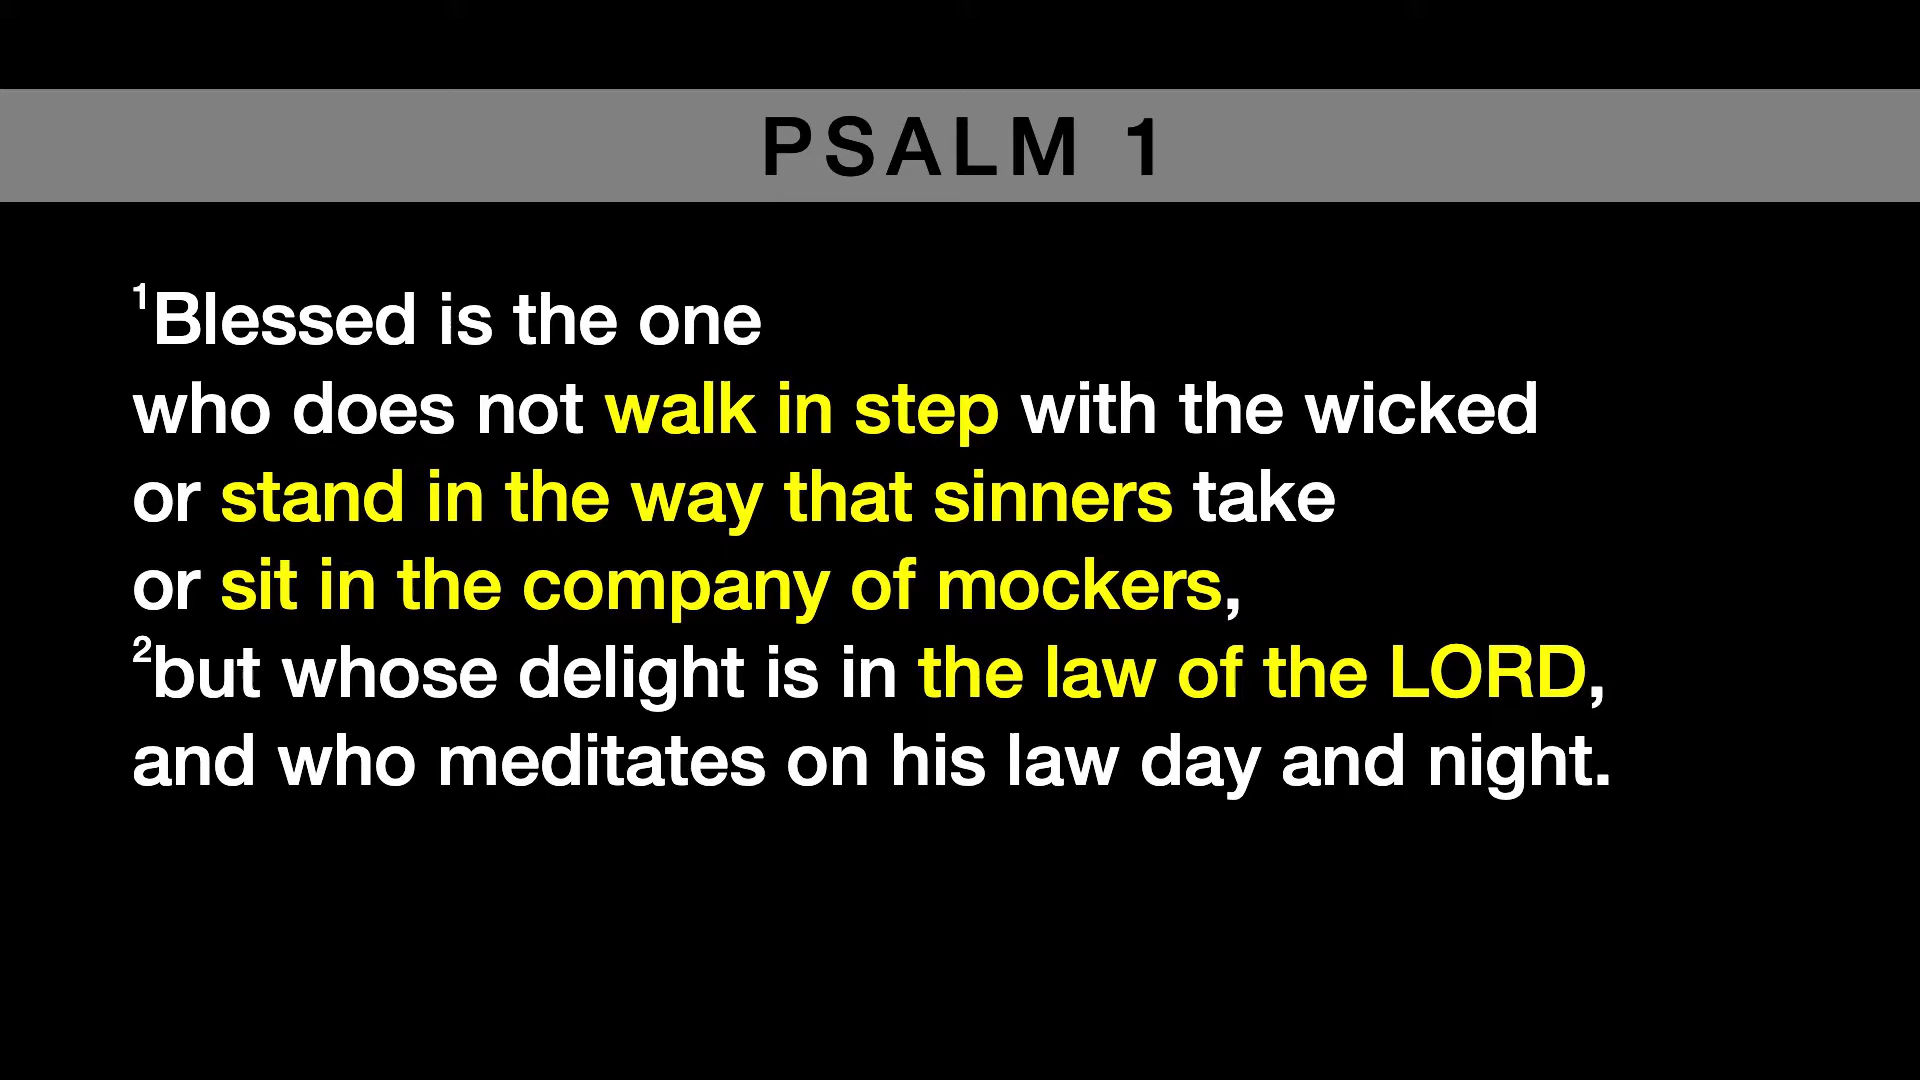 PSALM 1
¹Blessed is the one
who does not walk in step with the wicked
or stand in the way that sinners take
or sit in the company of mockers,
²but whose delight is in the law of the LORD,
and who meditates on his law day and night.